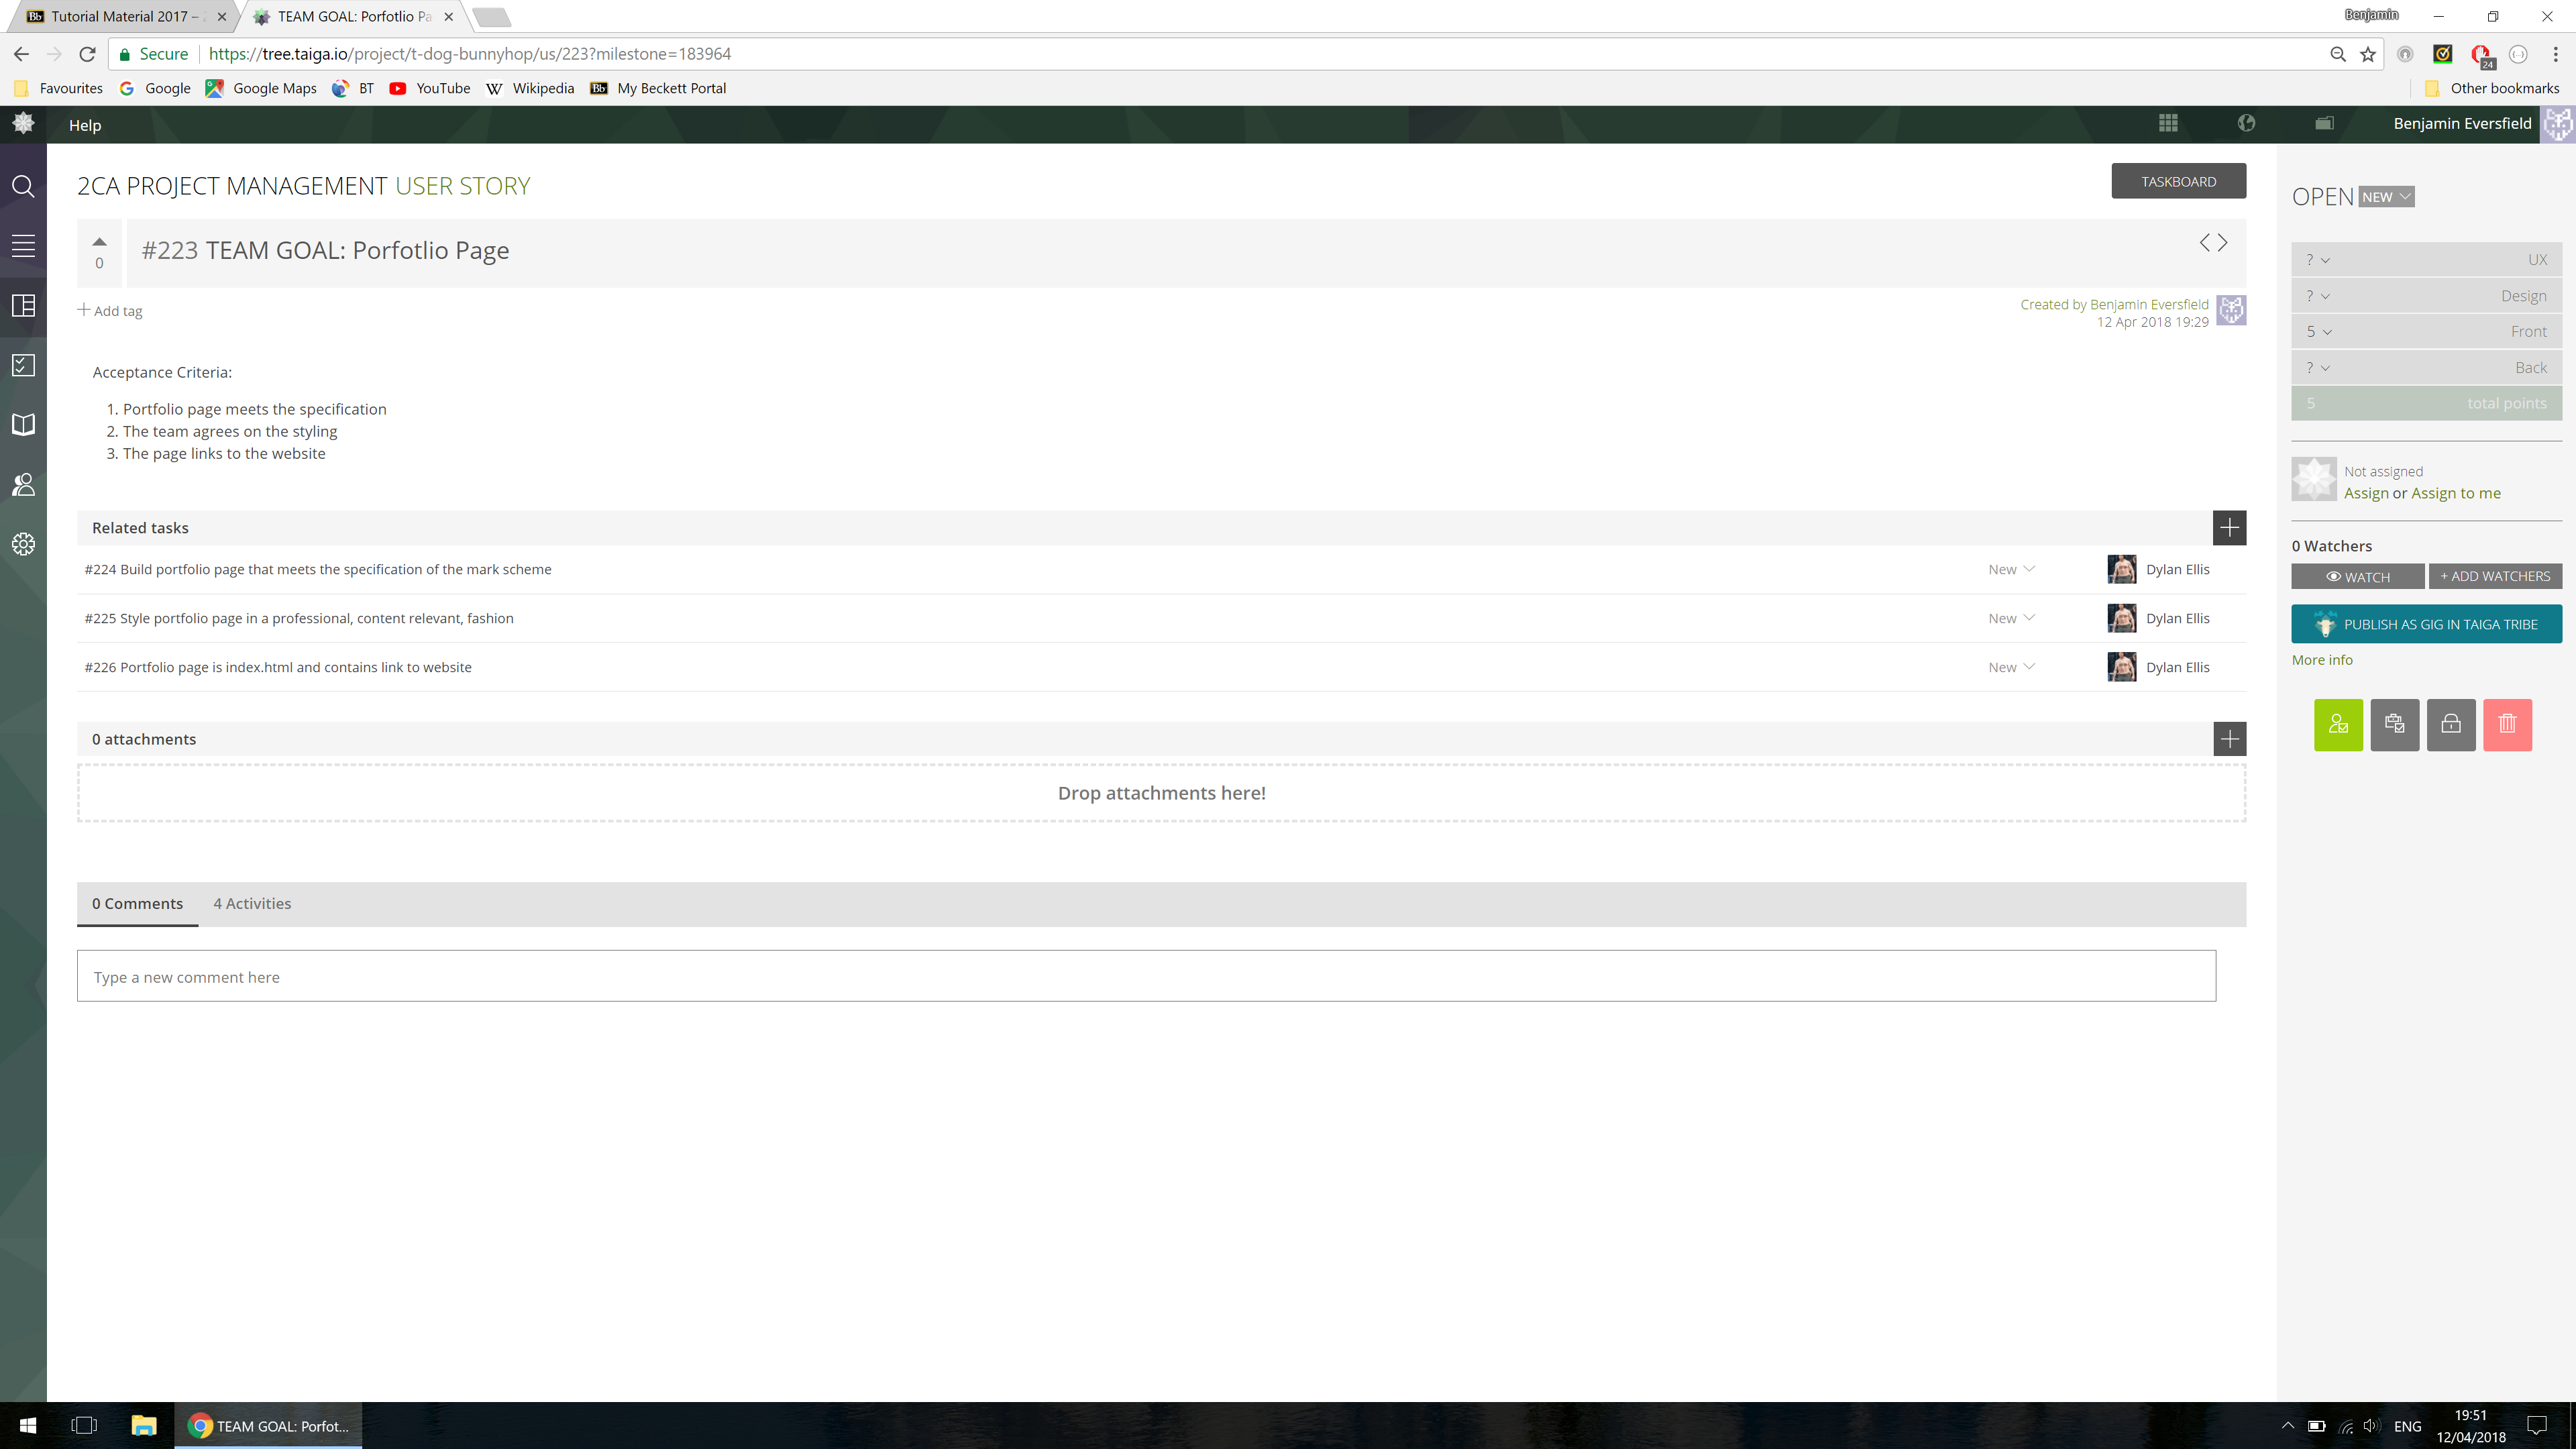 Tutorial Material 2017 –
TEAM GOAL: Porfotlio Pa
Benjamin
Secure
https://tree.taiga.io/project/t-dog-bunnyhop/us/223?milestone=183964
24
Favourites
Google
Google Maps
BT
YouTube
W Wikipedia
Bb My Beckett Portal
Other bookmarks
Help
Benjamin Eversfield
2CA PROJECT MANAGEMENT USER STORY
TASKBOARD
0
#223 TEAM GOAL: Porfotlio Page
Add tag
Created by Benjamin Eversfield
12 Apr 2018 19:29
Acceptance Criteria:
1. Portfolio page meets the specification
2. The team agrees on the styling
3. The page links to the website
Related tasks
#224 Build portfolio page that meets the specification of the mark scheme New Dylan Ellis
#225 Style portfolio page in a professional, content relevant, fashion New Dylan Ellis
#226 Portfolio page is index.html and contains link to website New Dylan Ellis
0 attachments
Drop attachments here!
0 Comments 4 Activities
Type a new comment here
OPEN NEW
? UX
? Design
5 Front
? Back
5 total points
Not assigned
Assign or Assign to me
0 Watchers
WATCH
+ ADD WATCHERS
PUBLISH AS GIG IN TAIGA TRIBE
More info
TEAM GOAL: Porfot...
ENG
19:51
12/04/2018